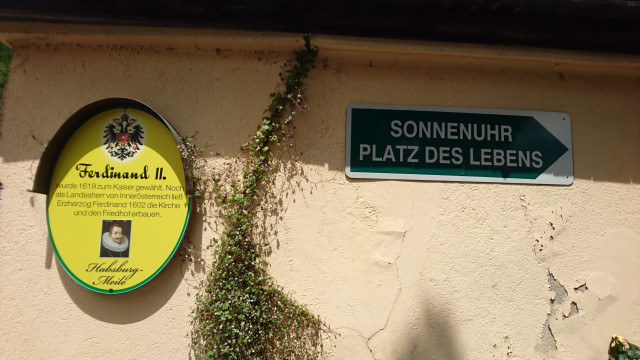 Ferdinand II.
wurde 1619 zum Kaiser gewählt. Noch
als Landesherr von Innerösterreich ließ
Erzherzog Ferdinand 1602 die Kirche
und den Friedhof erbauen.
Habsburg-
Meile
SONNENUHR
PLATZ DES LEBENS